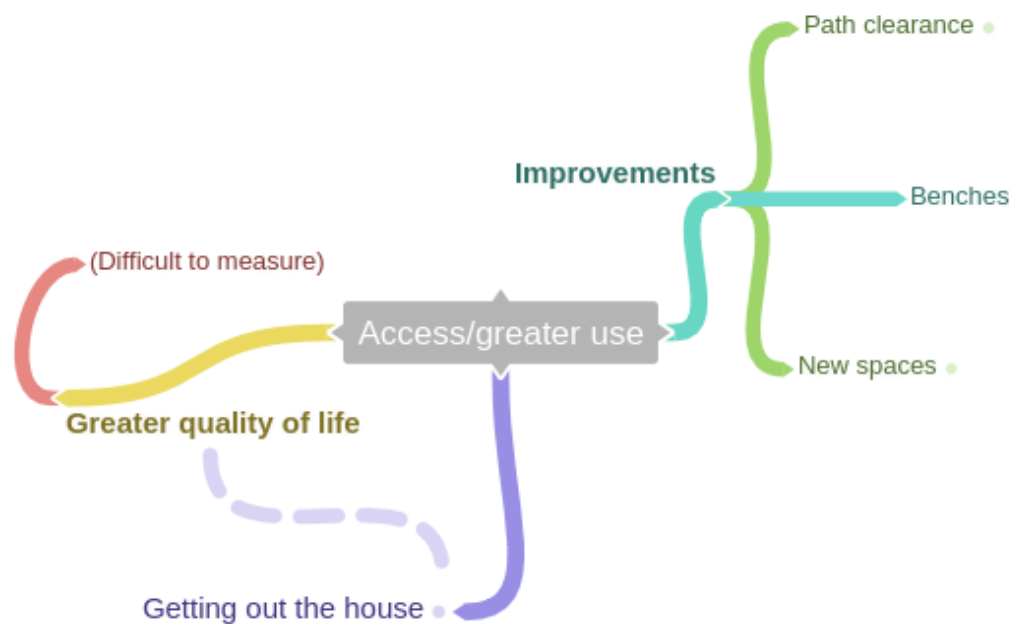 Path clearance
Improvements
Benches
(Difficult to measure)
Access/greater use
New spaces
Greater quality of life
Getting out the house